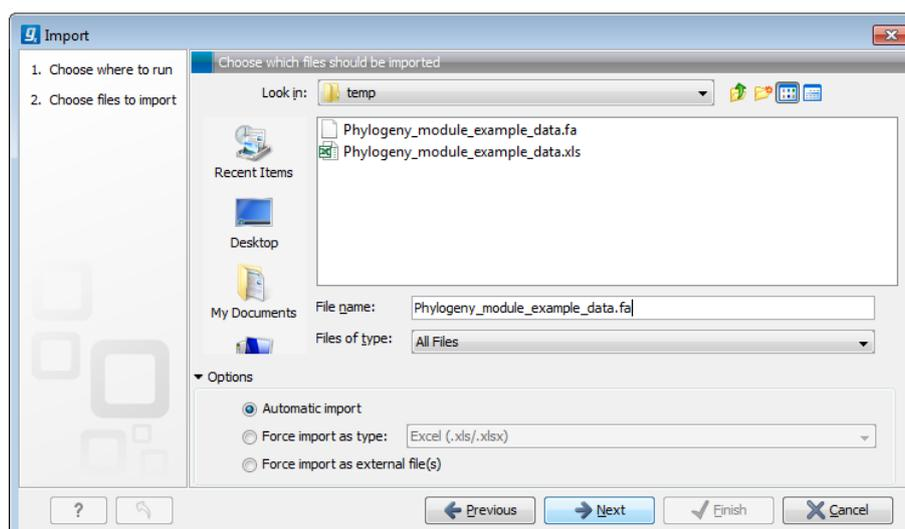 Import
1. Choose where to run
2. Choose files to import
Choose which files should be imported
Look in: temp
Phylogeny_module_example_data.fa
Phylogeny_module_example_data.xls
Recent Items
Desktop
My Documents
File name: Phylogeny_module_example_data.fa
Files of type: All Files
Options
Automatic import
Force import as type: Excel (.xls/.xlsx)
Force import as external file(s)
? Previous Next Finish Cancel